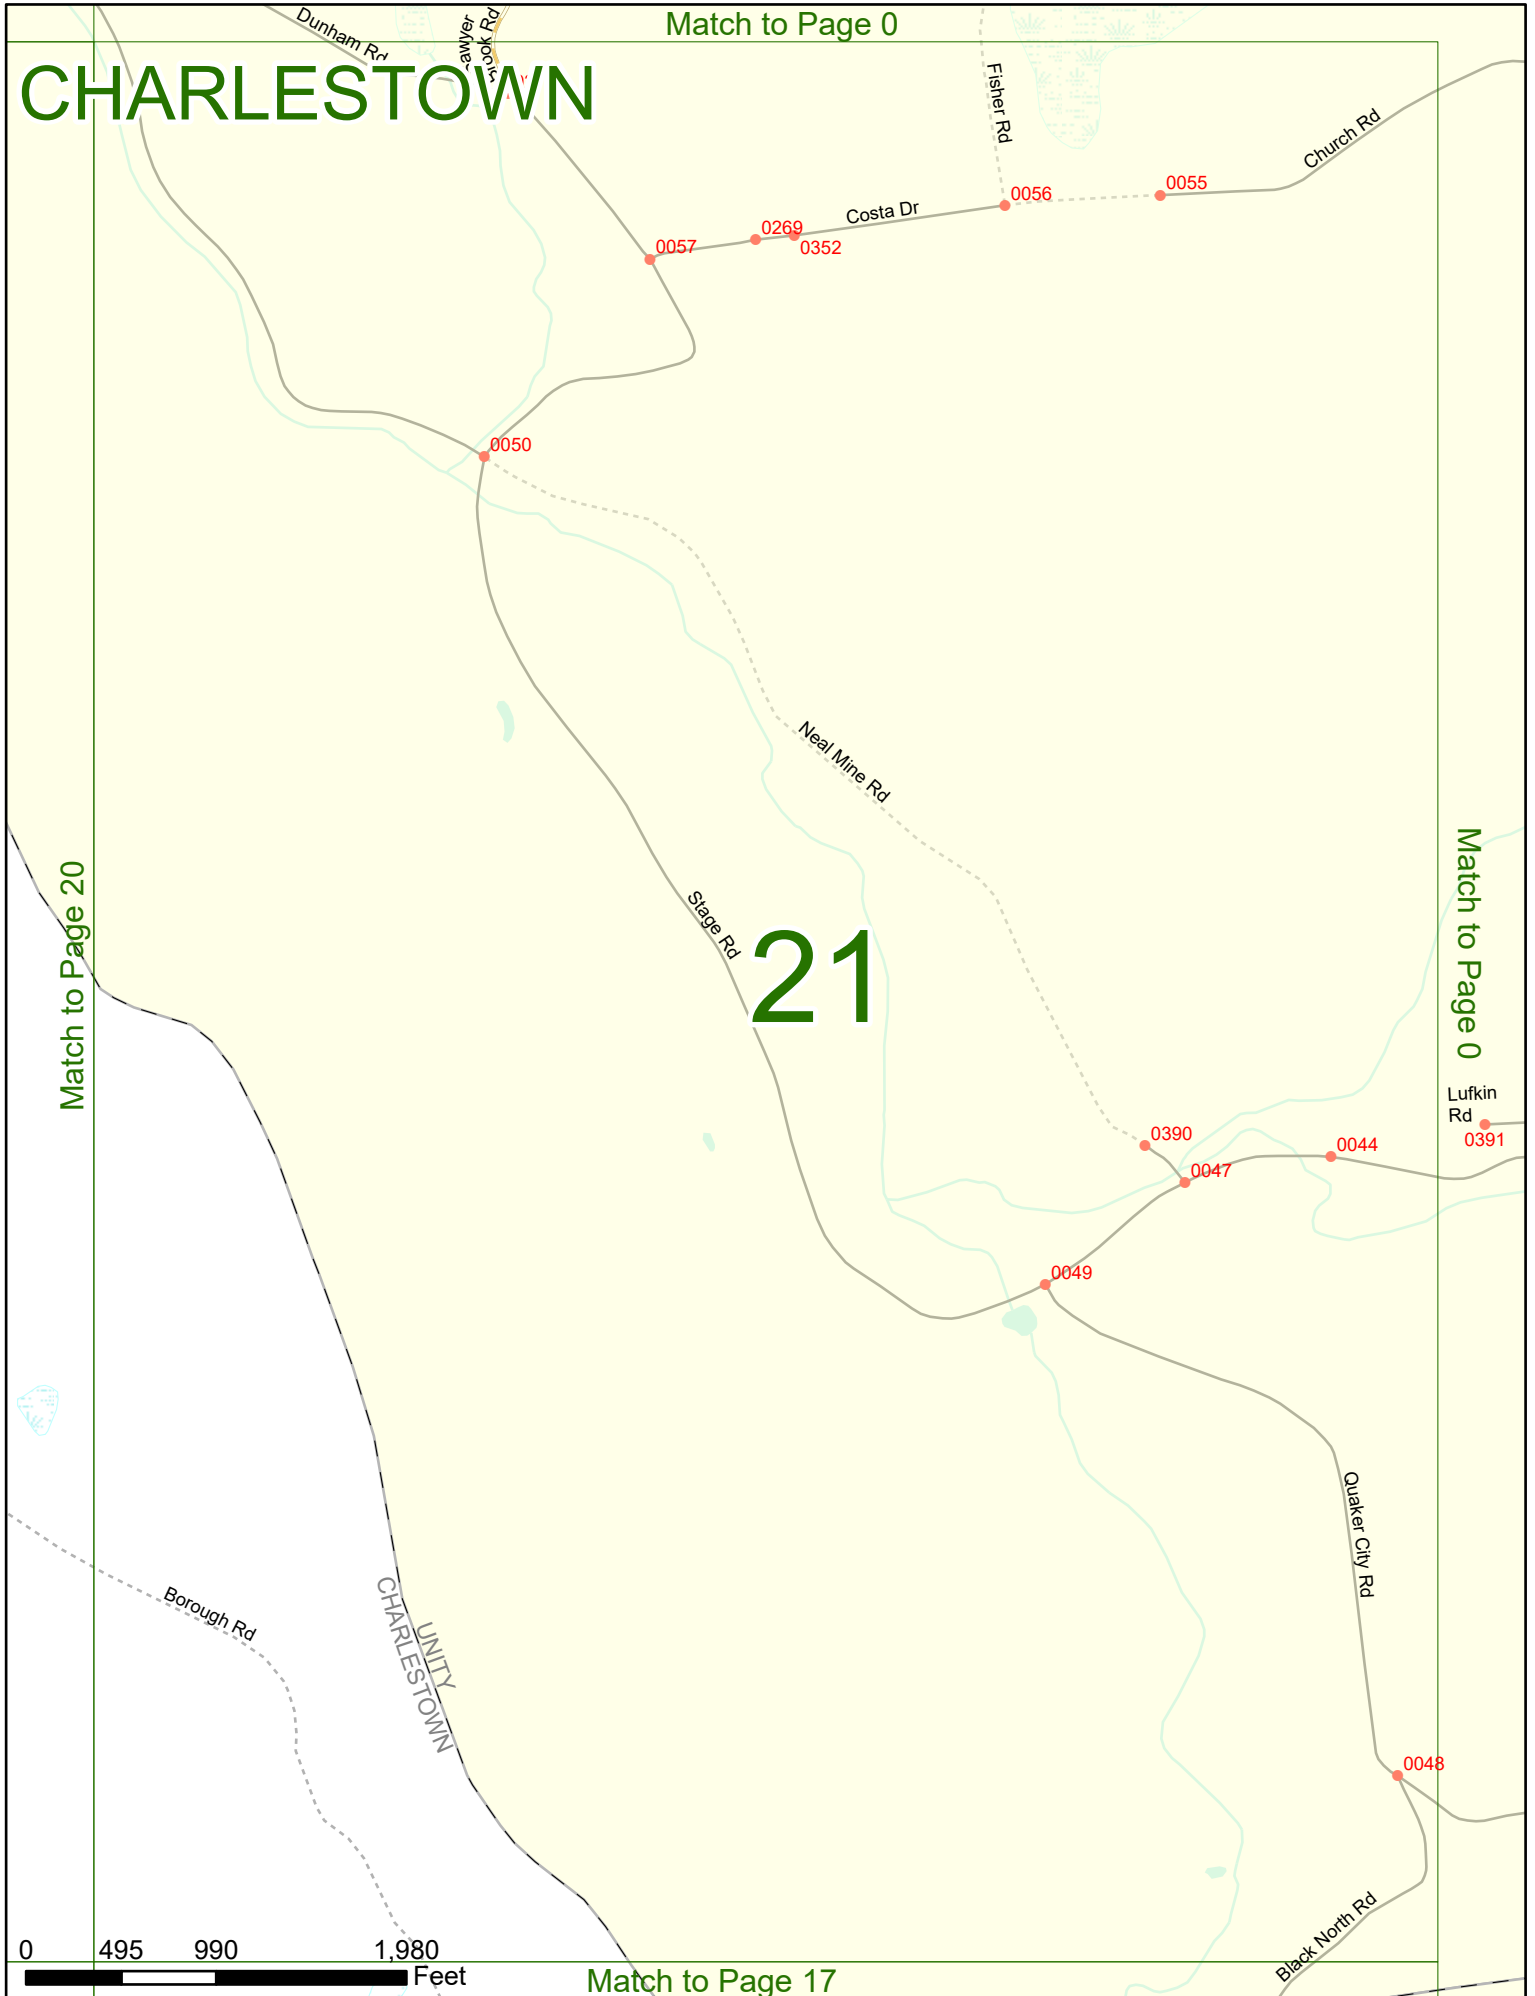 Match to Page 0
Dunham Rd
CHARLESTOWN
Fisher Rd
Church Rd
0055
0056
Costa Dr
0269
0352
0057
0050
Neal Mine Rd
Stage Rd
21
Match to Page 20
Match to Page 0
Lufkin
Rd
0391
0390
0044
0047
0049
Quaker City Rd
Borough Rd
UNITY
CHARLESTOWN
0048
Black North Rd
0 495 990 1,980
Feet
Match to Page 17